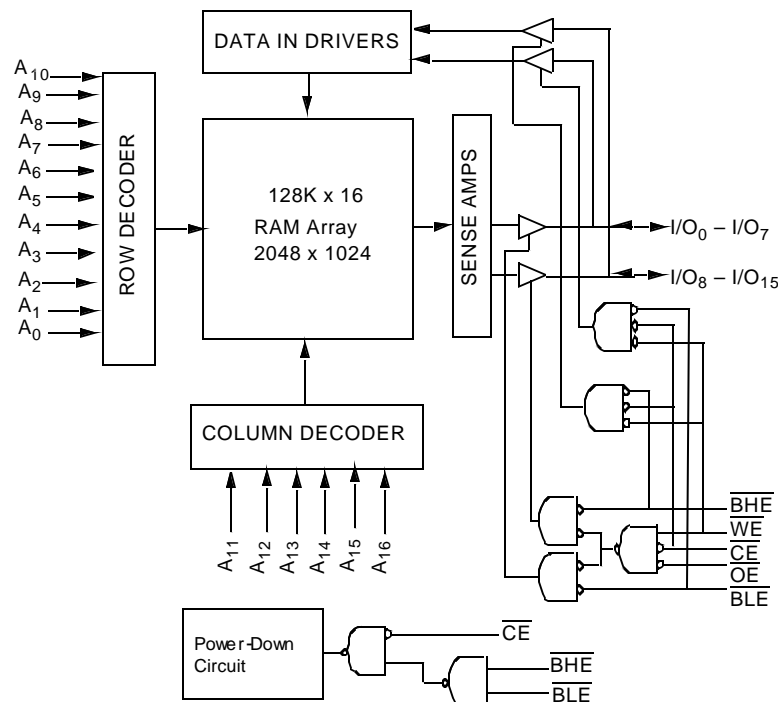 DATA IN DRIVERS
A10
A9
A8
A7
A6
A5
A4
A3
A2
A1
A0
ROW DECODER
128K x 16
RAM Array
2048 x 1024
SENSE AMPS
I/O0 – I/O7
I/O8 – I/O15
COLUMN DECODER
A11
A12
A13
A14
A15
A16
BHE
WE
CE
OE
BLE
Power-Down
Circuit
CE
BHE
BLE